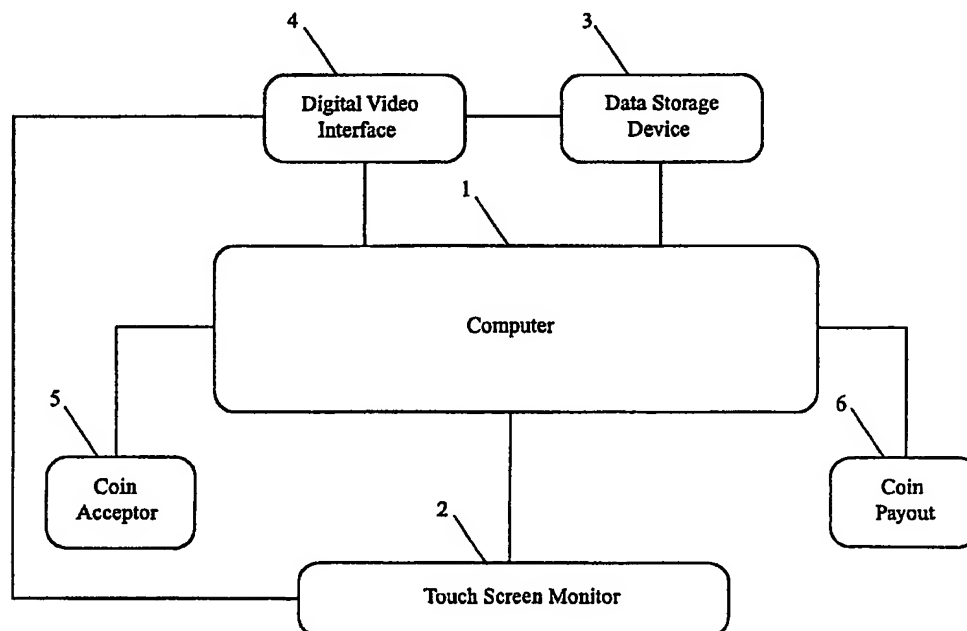 4
3
Digital Video
Interface
Data Storage
Device
1
Computer
5
6
Coin
Acceptor
Coin
Payout
2
Touch Screen Monitor